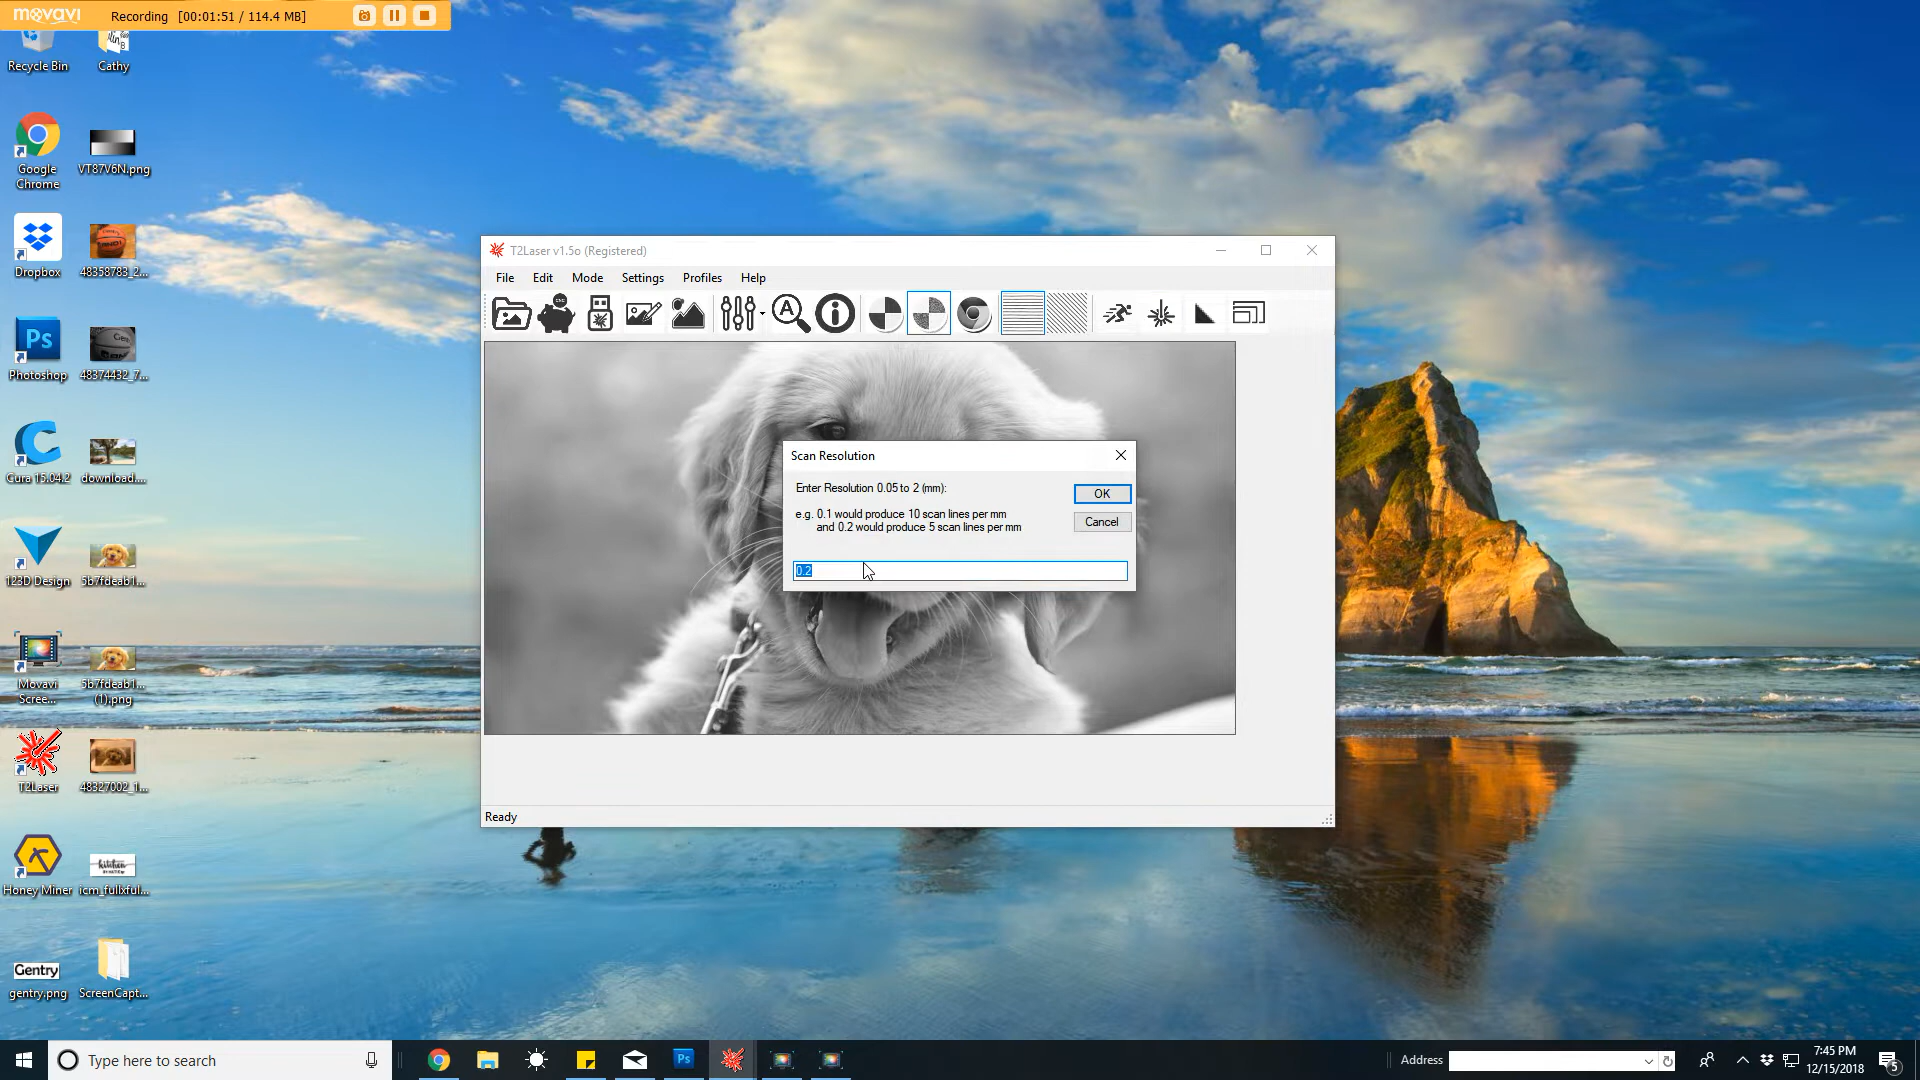 movavi Recording [00:01:51 / 114.4 MB]
Recycle Bin
Cathy
Google
Chrome
VT87V6N.png
Dropbox
48358783_2...
Photoshop
48374432_7...
Cura 15.04.2
download....
123D Design
5b7fdeab1...
Movavi
Scree...
5b7fdeab1...
(1).png
T2Laser
48327002_1...
Honey Miner
kitchen
icm_fullxful...
Gentry
gentry.png
ScreenCapt...
T2Laser v1.5o (Registered)
File Edit Mode Settings Profiles Help
Scan Resolution
Enter Resolution 0.05 to 2 (mm):
OK
e.g. 0.1 would produce 10 scan lines per mm
and 0.2 would produce 5 scan lines per mm
Cancel
0.2
Ready
Type here to search
Address
7:45 PM
12/15/2018
5